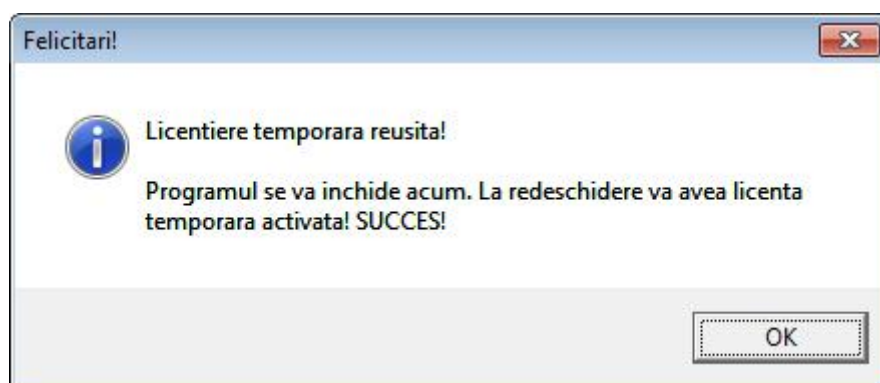 Felicitari!
Licentiere temporara reusita!
Programul se va inchide acum. La redeschidere va avea licenta
temporara activata! SUCCES!
OK